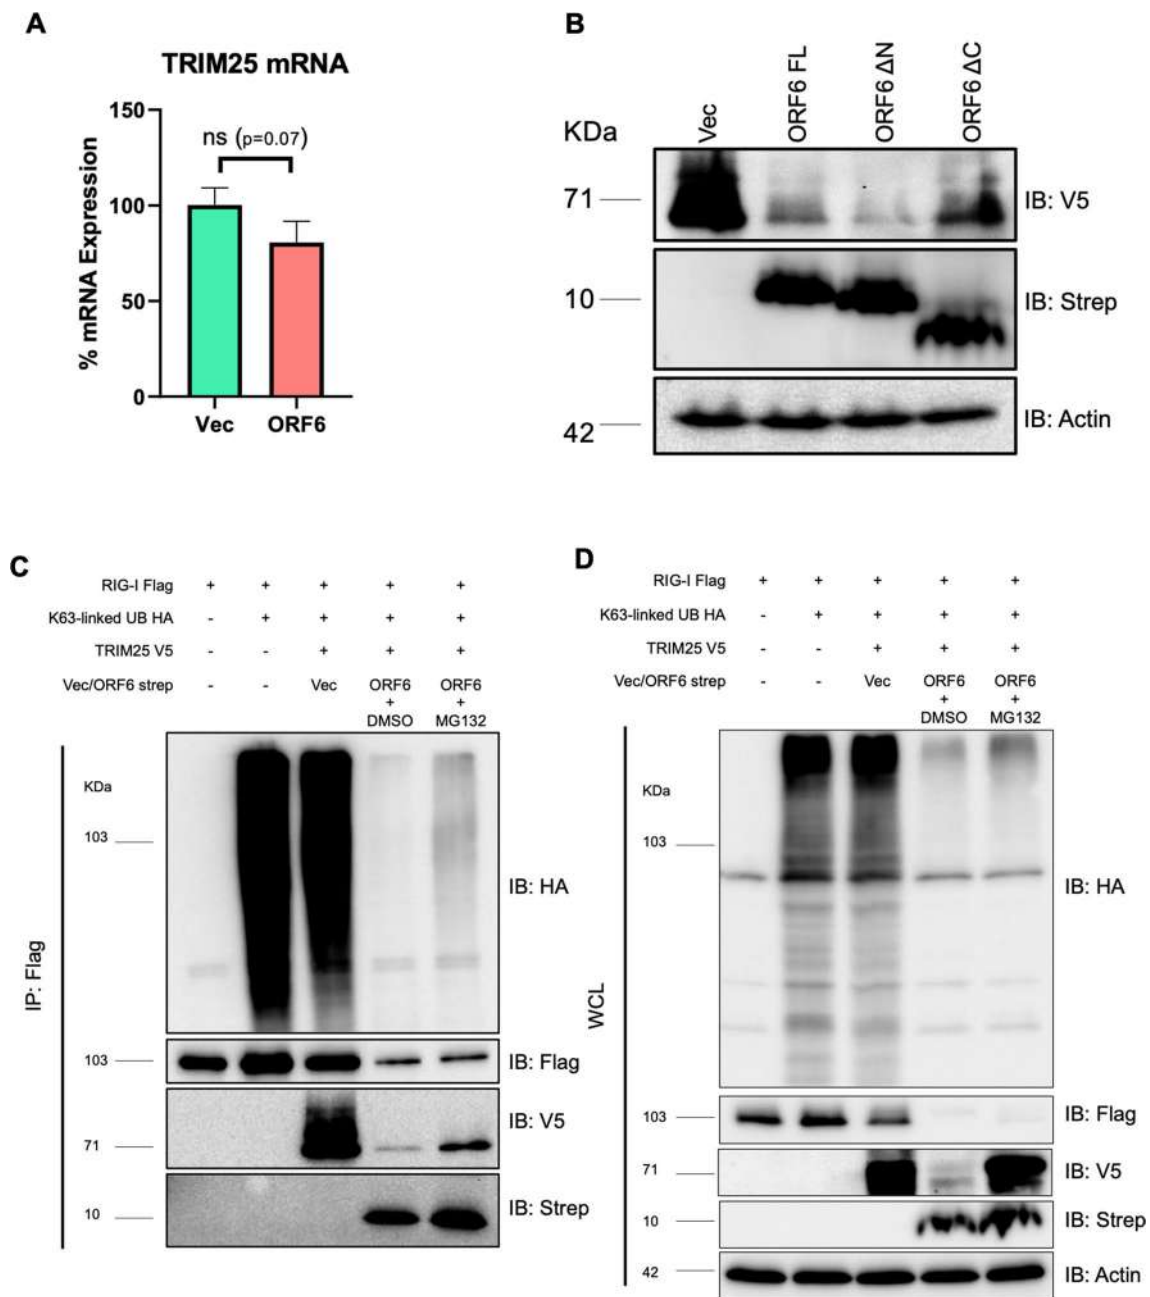 A
TRIM25 mRNA
150
100
50
0
% mRNA Expression
ns (p=0.07)
Vec ORF6
B
KDa
Vec
ORF6 FL
ORF6 ΔN
ORF6 ΔC
71
IB: V5
10
IB: Strep
42
IB: Actin
C
RIG-I Flag + + + + +
K63-linked UB HA - + + + +
TRIM25 V5 - - + + +
Vec/ORF6 strep - - Vec ORF6 ORF6
+ +
DMSO MG132
IP: Flag
KDa
103
IB: HA
103
IB: Flag
IB: V5
71
10
IB: Strep
D
RIG-I Flag + + + + +
K63-linked UB HA - + + + +
TRIM25 V5 - - + + +
Vec/ORF6 strep - - Vec ORF6 ORF6
+ +
DMSO MG132
WCL
KDa
103
IB: HA
103
IB: Flag
71
IB: V5
10
IB: Strep
42
IB: Actin